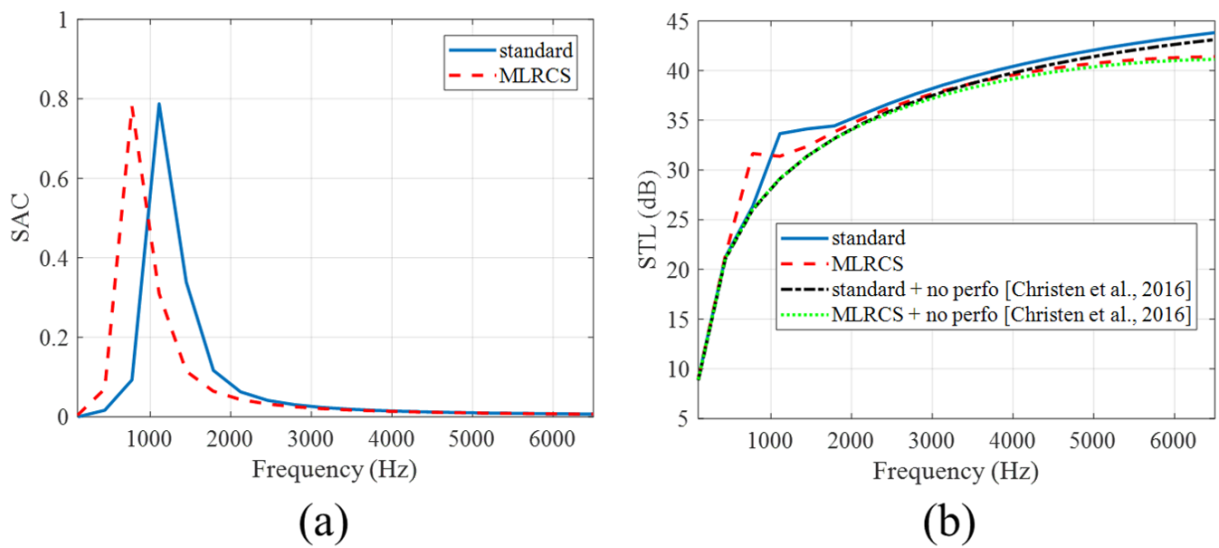 1
0.8
0.6
0.4
0.2
0
SAC
standard
MLRCS
1000 2000 3000 4000 5000 6000
Frequency (Hz)
(a)
45
40
35
30
25
20
15
10
5
STL (dB)
standard
MLRCS
standard + no perfo [Christen et al., 2016]
MLRCS + no perfo [Christen et al., 2016]
1000 2000 3000 4000 5000 6000
Frequency (Hz)
(b)